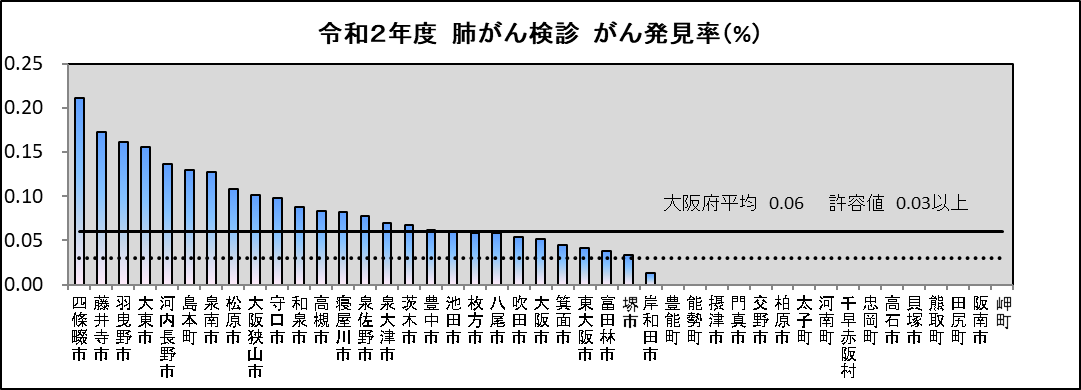 令和２年度 肺がん検診 がん発見率(%)
0.25
0.20
0.15
0.10
0.05
0.00
大阪府平均 0.06 許容値 0.03以上
四條畷市
藤井寺市
羽曳野市
大東市
河内長野市
島本町
泉南市
松原市
大阪狭山市
守口市
和泉市
高槻市
寝屋川市
泉佐野市
泉大津市
茨木市
豊中市
池田市
枚方市
八尾市
吹田市
大阪市
箕面市
東大阪市
富田林市
堺市
岸和田市
豊能町
能勢町
摂津市
門真市
交野市
柏原市
太子町
河南町
千早赤阪村
忠岡町
高石市
貝塚市
熊取町
田尻町
阪南市
岬町